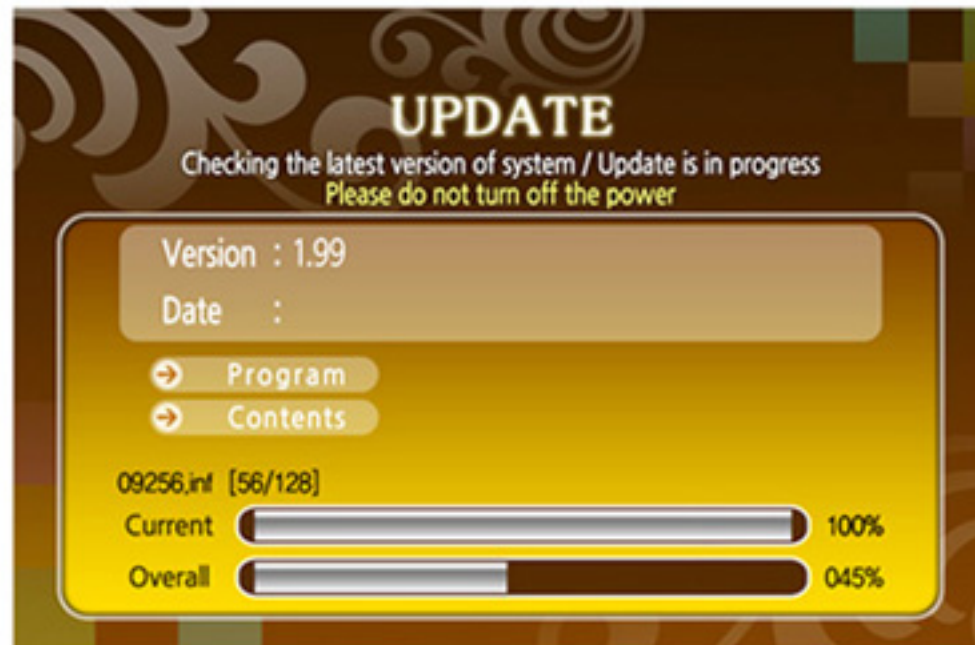 UPDATE
Checking the latest version of system / Update is in progress
Please do not turn off the power
Version : 1.99
Date :
Program
Contents
09256,inf [56/128]
Current 100%
Overall 045%